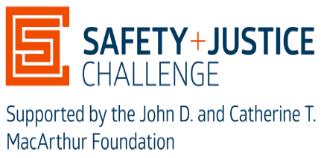 SAFETY+JUSTICE
CHALLENGE
Supported by the John D. and Catherine T.
MacArthur Foundation